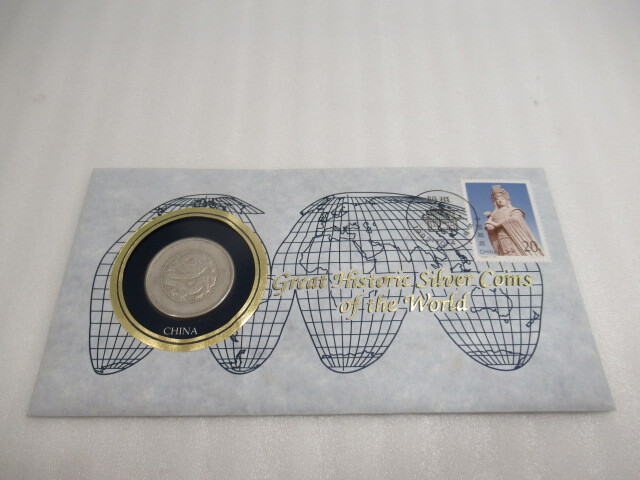 Great Historic Silver Coins
of the World
CHINA
20